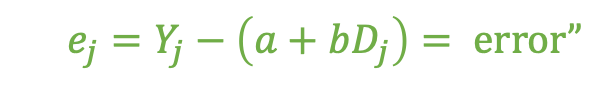 eⱼ = Yⱼ − (a + bDⱼ) = error”